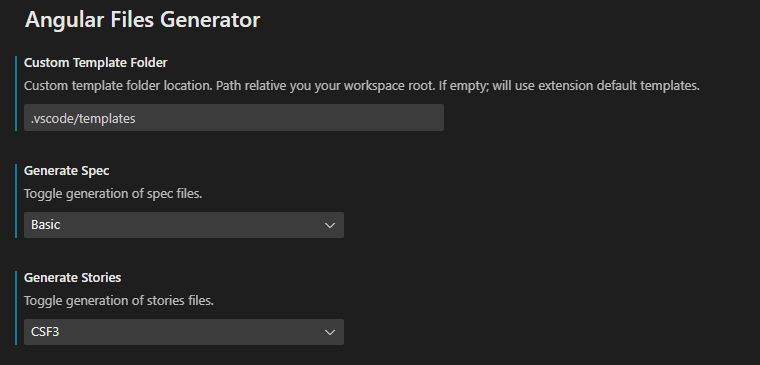 Angular Files Generator
Custom Template Folder
Custom template folder location. Path relative you your workspace root. If empty; will use extension default templates.
.vscode/templates
Generate Spec
Toggle generation of spec files.
Basic
Generate Stories
Toggle generation of stories files.
CSF3